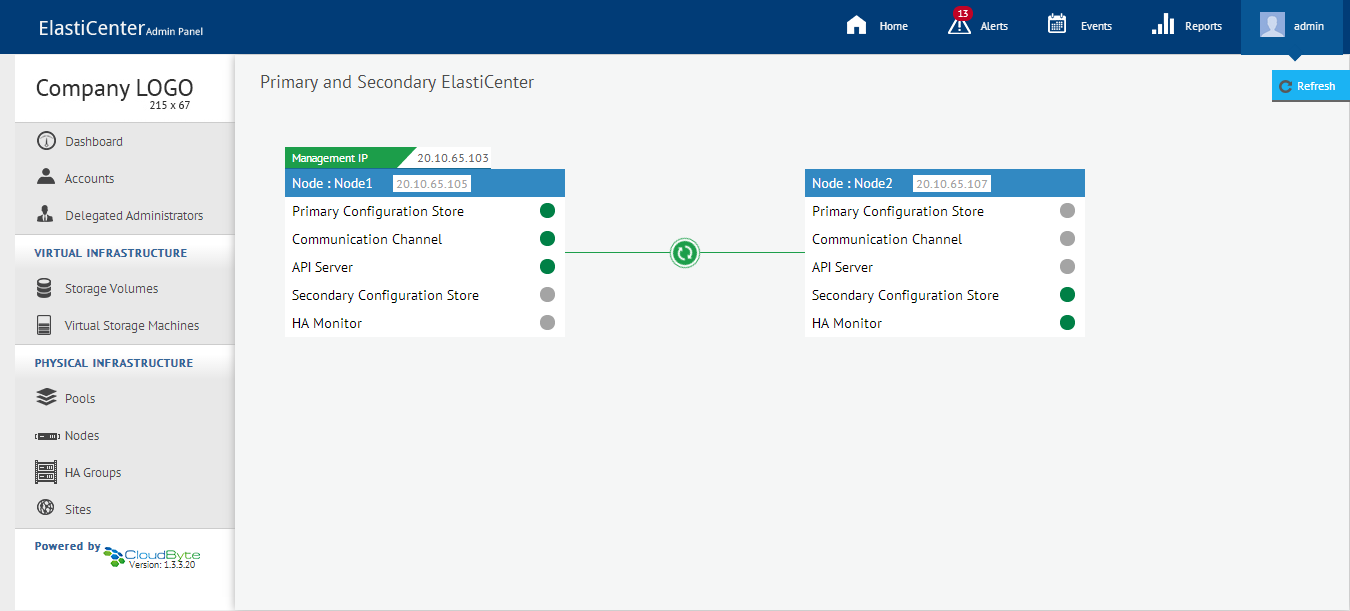 ElastiCenter Admin Panel
Home
13
Alerts
Events
Reports
admin
Company LOGO
215 x 67
Dashboard
Accounts
Delegated Administrators
VIRTUAL INFRASTRUCTURE
Storage Volumes
Virtual Storage Machines
PHYSICAL INFRASTRUCTURE
Pools
Nodes
HA Groups
Sites
Powered by CloudByte
Version: 1.3.3.20
Primary and Secondary ElastiCenter
Refresh
Management IP 20.10.65.103
Node : Node1 20.10.65.105
Primary Configuration Store
Communication Channel
API Server
Secondary Configuration Store
HA Monitor
Node : Node2 20.10.65.107
Primary Configuration Store
Communication Channel
API Server
Secondary Configuration Store
HA Monitor